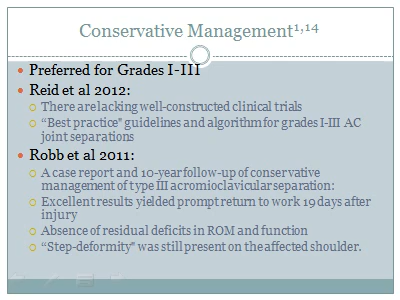 Conservative Management1,14
Preferred for Grades I-III
Reid et al 2012:
There are lacking well-constructed clinical trials
“Best practice" guidelines and algorithm for grades I-III AC
joint separations
Robb et al 2011:
A case report and 10-year follow-up of conservative
management of type III acromioclavicular separation:
Excellent results yielded prompt return to work 19 days after
injury
Absence of residual deficits in ROM and function
“Step-deformity" was still present on the affected shoulder.